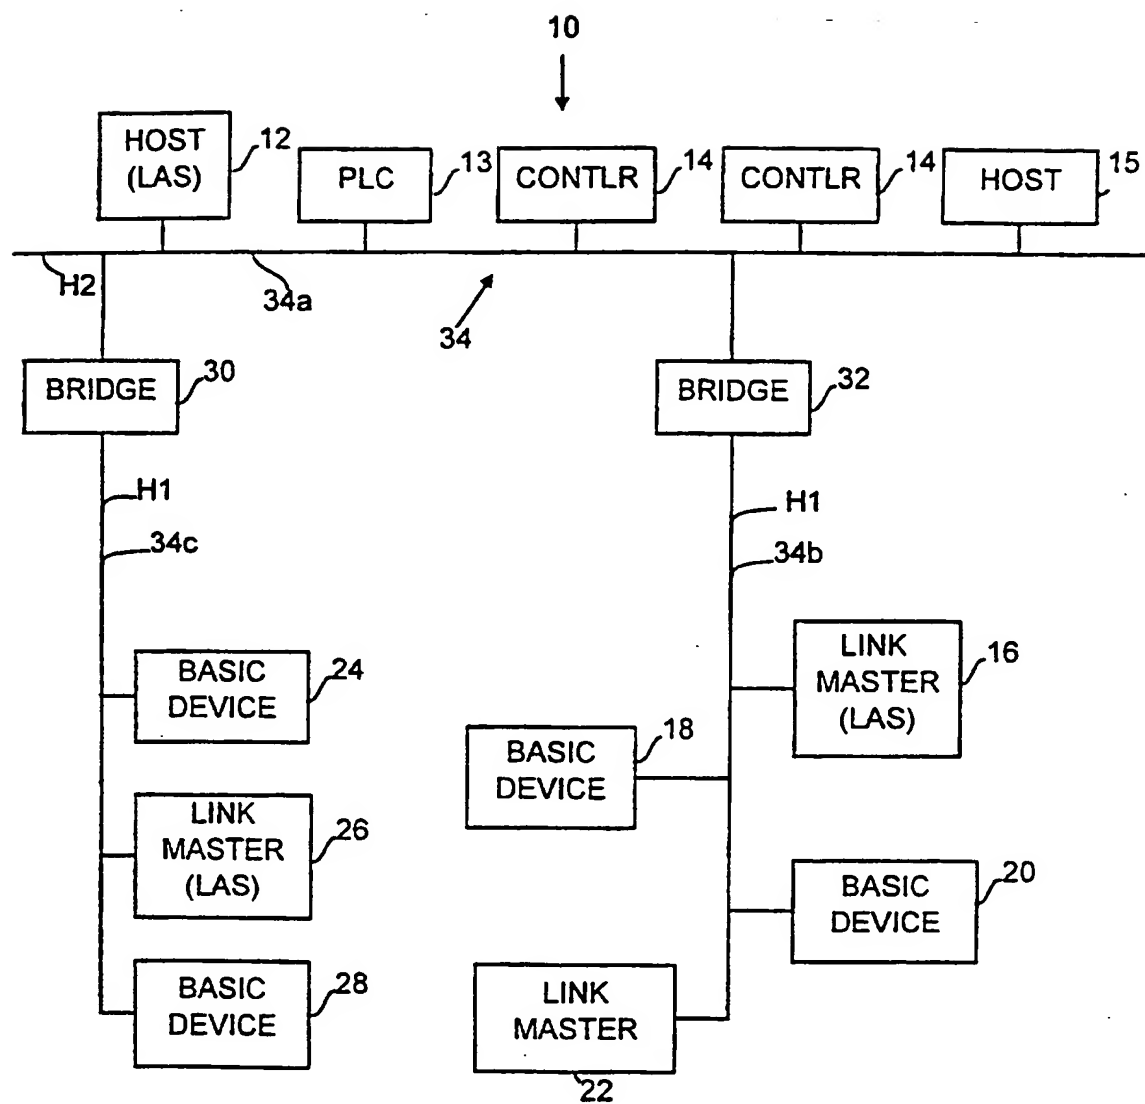 10
HOST
(LAS)
12
PLC
13
CONTLR
14
CONTLR
14
HOST
15
H2
34a
34
BRIDGE
30
BRIDGE
32
H1
34c
H1
34b
BASIC
DEVICE
24
LINK
MASTER
(LAS)
16
BASIC
DEVICE
18
LINK
MASTER
(LAS)
26
BASIC
DEVICE
20
BASIC
DEVICE
28
LINK
MASTER
22